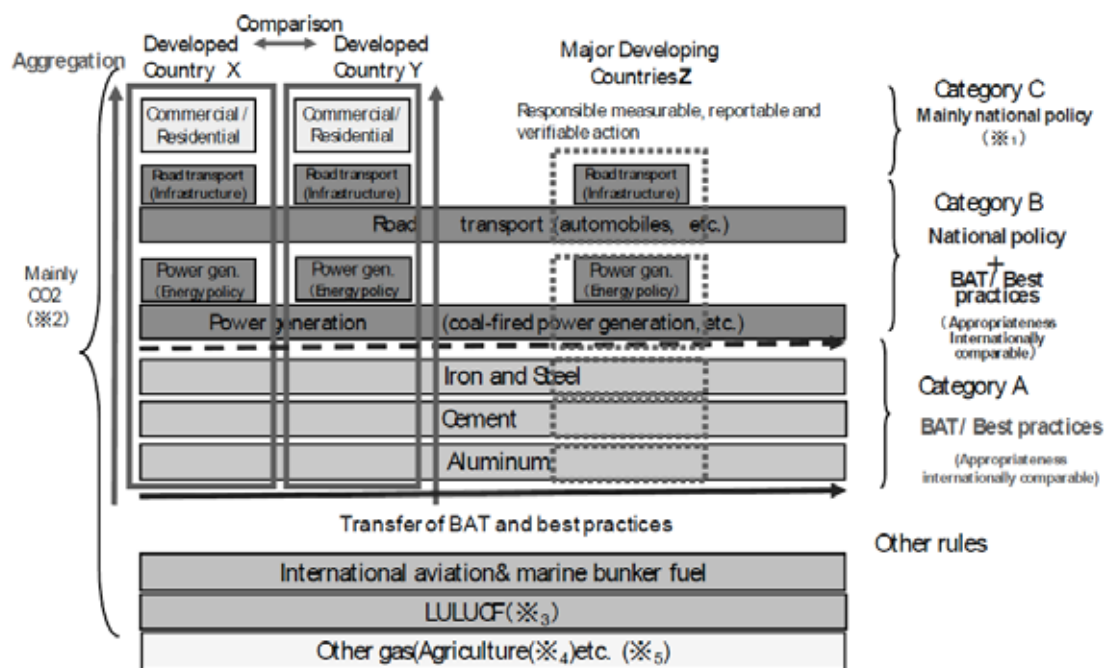 Comparison
Aggregation
Developed
Country X
Developed
Country Y
Major Developing
Countries Z
Responsible measurable, reportable and
verifiable action
Commercial /
Residential
Commercial/
Residential
Road transport
(Infrastructure)
Road transport
(Infrastructure)
Road transport
(Infrastructure)
Road transport (automobiles, etc.)
Power gen.
(Energy policy
Power gen.
(Energy policy
Power gen.
(Energy policy)
Power generation (coal-fired power generation, etc.)
Iron and Steel
Cement
Aluminum
Transfer of BAT and best practices
International aviation& marine bunker fuel
LULUCF(※3)
Other gas(Agriculture(※4)etc. (※5)
Mainly
CO2
(※2)
Category C
Mainly national policy
(※1)
Category B
National policy
+
BAT/ Best
practices
(Appropriateness
Internationally
comparable)
Category A
BAT/ Best practices
(Appropriateness
internationally comparable)
Other rules